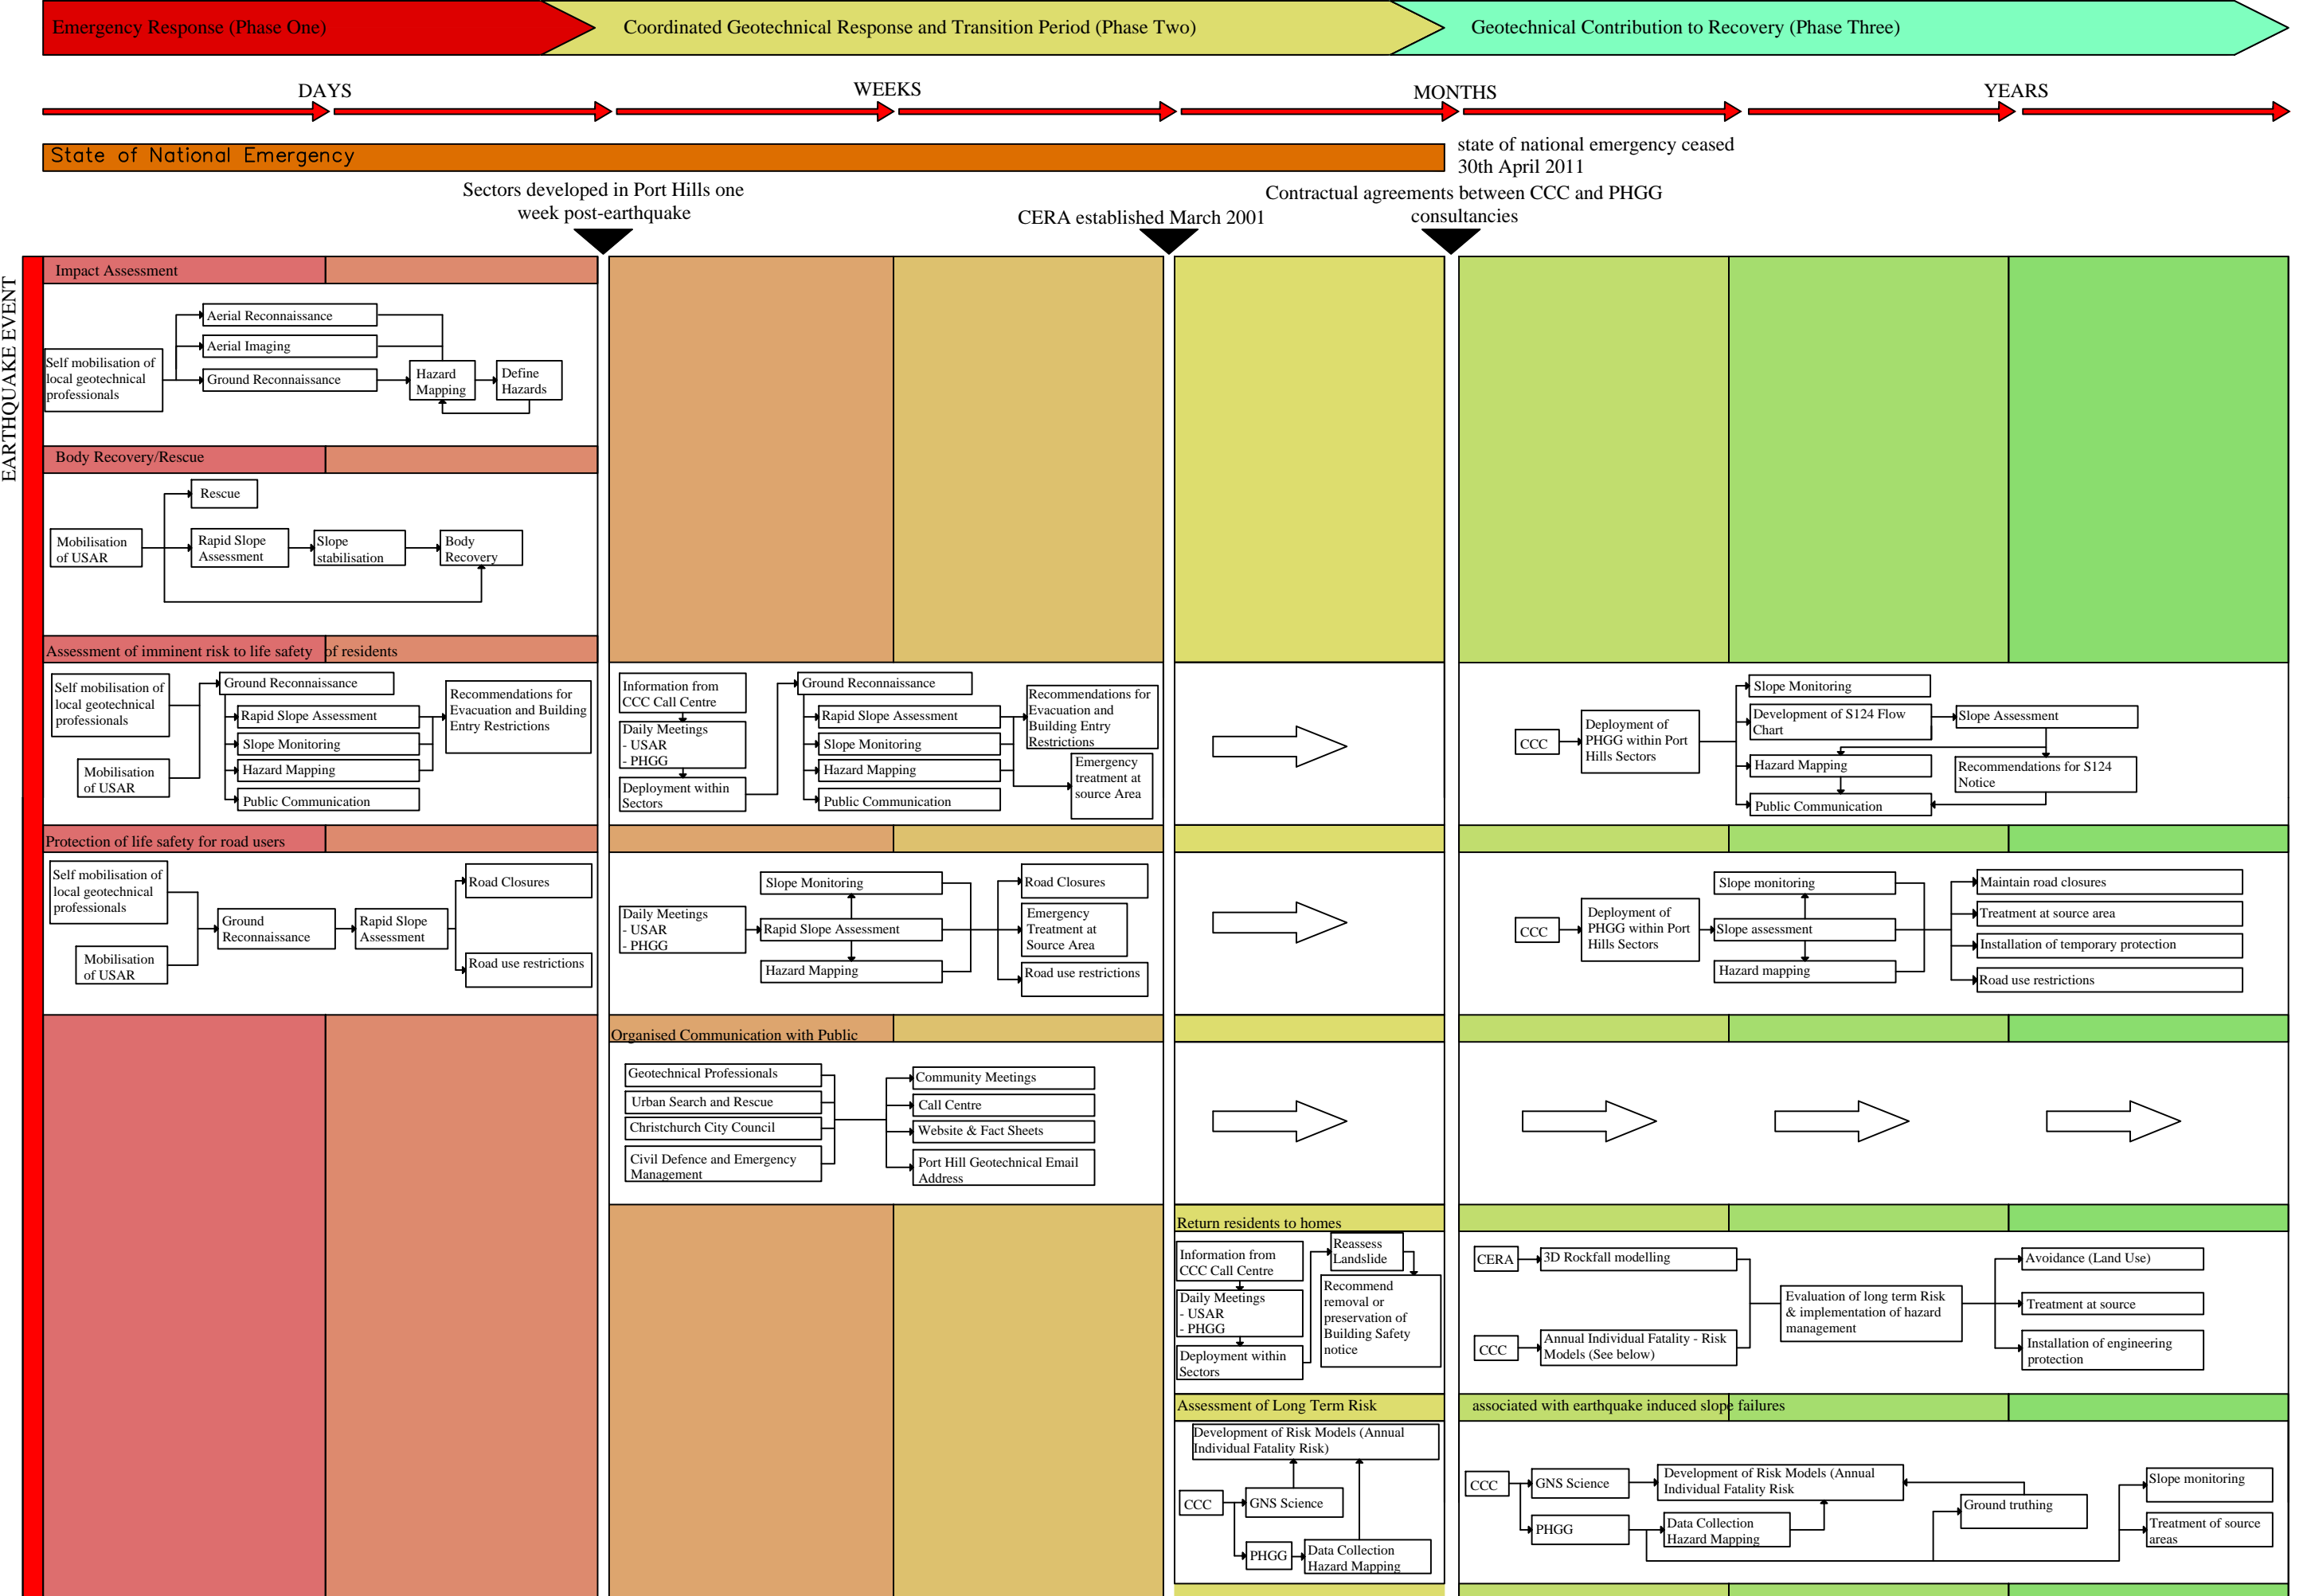 Emergency Response (Phase One)
Coordinated Geotechnical Response and Transition Period (Phase Two)
Geotechnical Contribution to Recovery (Phase Three)
DAYS
WEEKS
MONTHS
YEARS
State of National Emergency
state of national emergency ceased
30th April 2011
Sectors developed in Port Hills one
week post-earthquake
CERA established March 2001
Contractual agreements between CCC and PHGG
consultancies
EARTHQUAKE EVENT
Impact Assessment
Self mobilisation of
local geotechnical
professionals
Aerial Reconnaissance
Aerial Imaging
Ground Reconnaissance
Hazard
Mapping
Define
Hazards
Body Recovery/Rescue
Mobilisation
of USAR
Rescue
Rapid Slope
Assessment
Slope
stabilisation
Body
Recovery
Assessment of imminent risk to life safety of residents
Self mobilisation of
local geotechnical
professionals
Mobilisation
of USAR
Ground Reconnaissance
Rapid Slope Assessment
Slope Monitoring
Hazard Mapping
Public Communication
Recommendations for
Evacuation and Building
Entry Restrictions
Information from
CCC Call Centre
Daily Meetings
- USAR
- PHGG
Deployment within
Sectors
Ground Reconnaissance
Rapid Slope Assessment
Slope Monitoring
Hazard Mapping
Public Communication
Recommendations for
Evacuation and
Building Entry
Restrictions
Emergency
treatment at
source Area
CCC
Deployment of
PHGG within Port
Hills Sectors
Slope Monitoring
Development of S124 Flow
Chart
Hazard Mapping
Public Communication
Slope Assessment
Recommendations for S124
Notice
Protection of life safety for road users
Self mobilisation of
local geotechnical
professionals
Mobilisation
of USAR
Ground
Reconnaissance
Rapid Slope
Assessment
Road Closures
Road use restrictions
Daily Meetings
- USAR
- PHGG
Slope Monitoring
Rapid Slope Assessment
Hazard Mapping
Road Closures
Emergency
Treatment at
Source Area
Road use restrictions
CCC
Deployment of
PHGG within Port
Hills Sectors
Slope monitoring
Slope assessment
Hazard mapping
Maintain road closures
Treatment at source area
Installation of temporary protection
Road use restrictions
Organised Communication with Public
Geotechnical Professionals
Urban Search and Rescue
Christchurch City Council
Civil Defence and Emergency
Management
Community Meetings
Call Centre
Website & Fact Sheets
Port Hill Geotechnical Email
Address
Return residents to homes
Information from
CCC Call Centre
Daily Meetings
- USAR
- PHGG
Deployment within
Sectors
Reassess
Landslide
Recommend
removal or
preservation of
Building Safety
notice
CERA
3D Rockfall modelling
CCC
Annual Individual Fatality - Risk
Models (See below)
Evaluation of long term Risk
& implementation of hazard
management
Avoidance (Land Use)
Treatment at source
Installation of engineering
protection
Assessment of Long Term Risk
associated with earthquake induced slope failures
Development of Risk Models (Annual
Individual Fatality Risk)
CCC
GNS Science
PHGG
Data Collection
Hazard Mapping
CCC
GNS Science
PHGG
Development of Risk Models (Annual
Individual Fatality Risk
Data Collection
Hazard Mapping
Ground truthing
Slope monitoring
Treatment of source
areas